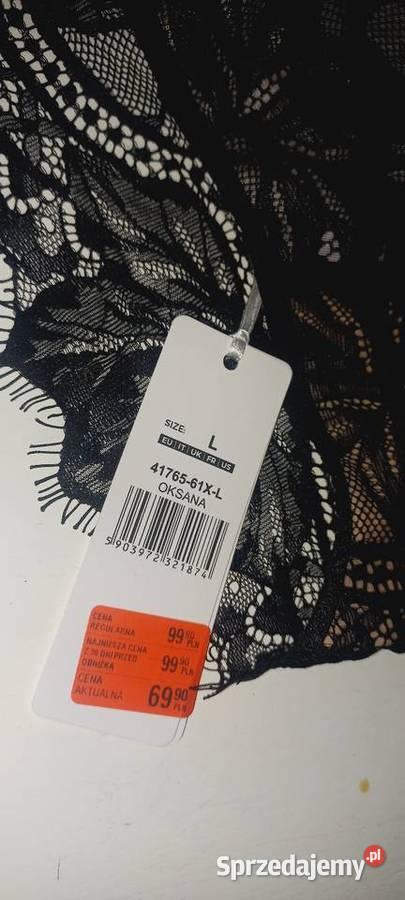 SIZE: L
EU IT UK FR US
41765-61X-L
OKSANA
5 903972 321874
CENA
REGULARNA 99 90 PLN
NAJNIŻSZA CENA
Z 30 DNI PRZED
OBNIŻKĄ 99 90 PLN
CENA
AKTUALNA 69 90 PLN
Sprzedajemy.pl